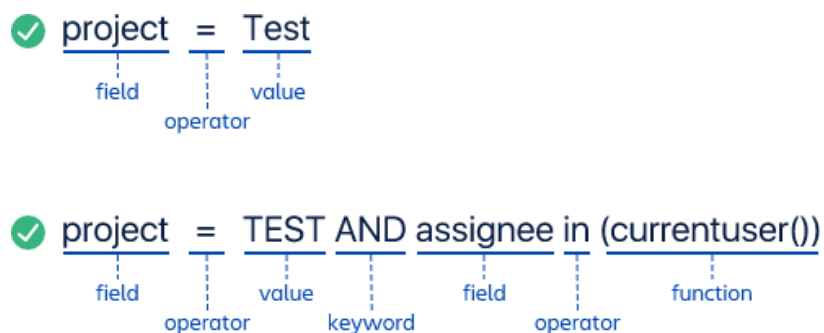 project = Test
field value
operator
project = TEST AND assignee in (currentuser())
field value field function
operator keyword operator